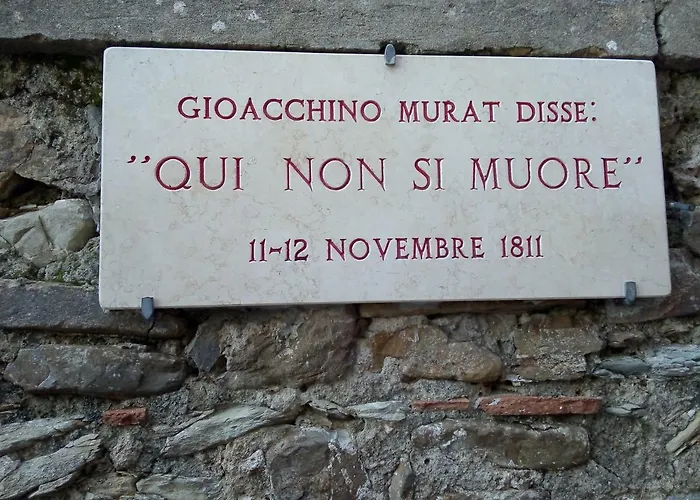 GIOACCHINO MURAT DISSE:
"QUI NON SI MUORE"
11-12 NOVEMBRE 1811